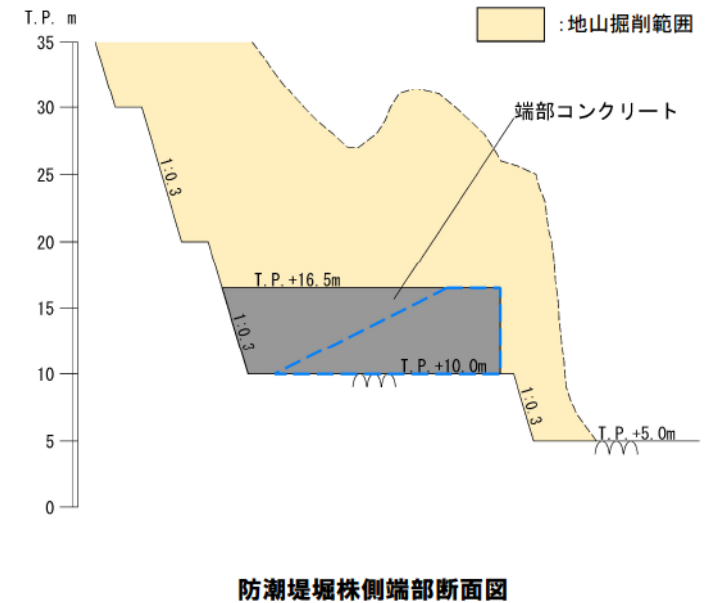 T.P. m
:地山掘削範囲
35
30
端部コンクリート
1:0.3
25
20
T.P.+16.5m
15
1:0.3
T.P.+10.0m
10
1:0.3
T.P.+5.0m
5
0
防潮堤堀株側端部断面図